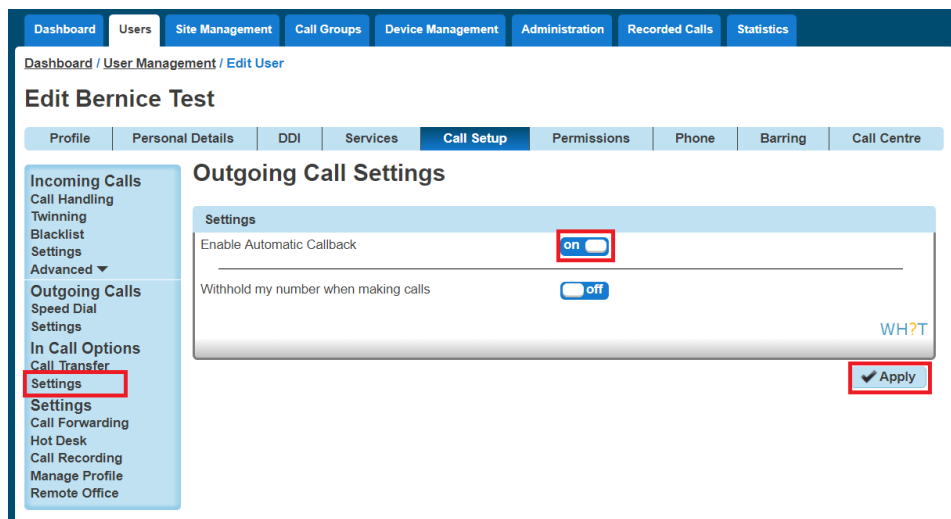 Dashboard Users Site Management Call Groups Device Management Administration Recorded Calls Statistics
Dashboard / User Management / Edit User
Edit Bernice Test
Profile Personal Details DDI Services Call Setup Permissions Phone Barring Call Centre
Incoming Calls
Call Handling
Twinning
Blacklist
Settings
Advanced
Outgoing Calls
Speed Dial
Settings
In Call Options
Call Transfer
Settings
Settings
Call Forwarding
Hot Desk
Call Recording
Manage Profile
Remote Office
Outgoing Call Settings
Settings
Enable Automatic Callback on
Withhold my number when making calls off
WH?T
Apply